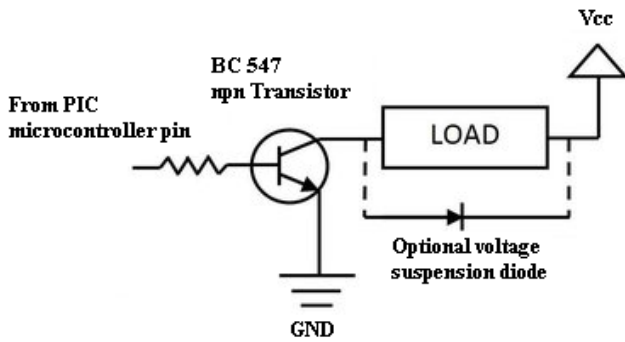 Vcc
BC 547
npn Transistor
From PIC
microcontroller pin
LOAD
Optional voltage
suspension diode
GND